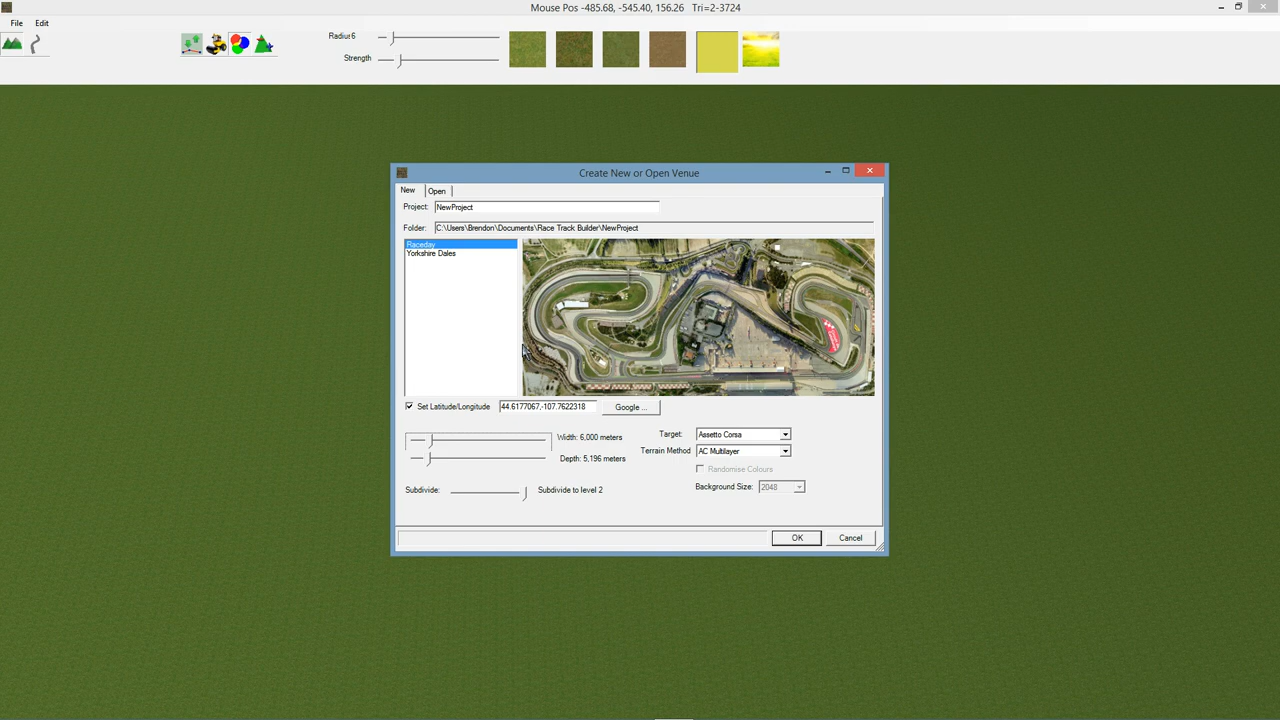 Mouse Pos -485.68, -545.40, 156.26 Tri=2-3724
File Edit
Radius 6
Strength
Create New or Open Venue
New Open
Project: NewProject
Folder: C:\Users\Brendon\Documents\Race Track Builder\NewProject
Raceday
Yorkshire Dales
Set Latitude/Longitude 44.6177067,-107.7622318 Google ...
Width: 6,000 meters Target: Assetto Corsa
Depth: 5,196 meters Terrain Method AC Multilayer
Randomise Colours
Subdivide: Subdivide to level 2 Background Size: 2048
OK Cancel